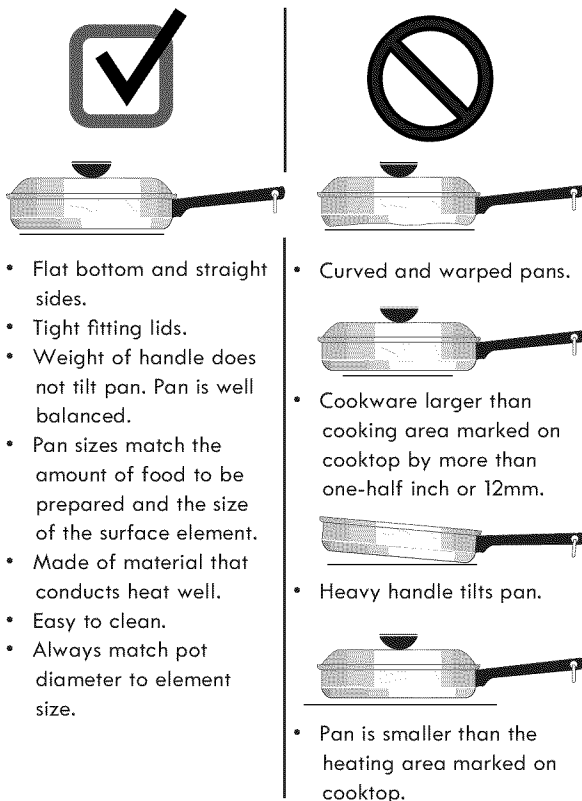 • Flat bottom and straight
sides.
• Tight fitting lids.
• Weight of handle does
not tilt pan. Pan is well
balanced.
• Pan sizes match the
amount of food to be
prepared and the size
of the surface element.
• Made of material that
conducts heat well.
• Easy to clean.
• Always match pot
diameter to element
size.
• Curved and warped pans.
• Cookware larger than
cooking area marked on
cooktop by more than
one-half inch or 12mm.
• Heavy handle tilts pan.
• Pan is smaller than the
heating area marked on
cooktop.